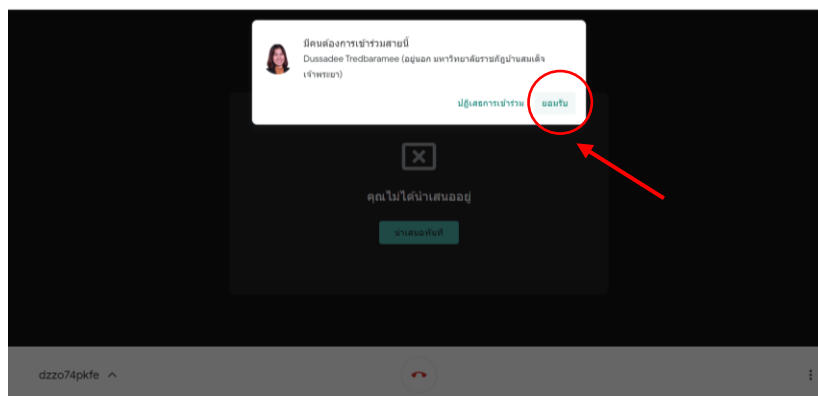 มีคนต้องการเข้าร่วมสายนี้
Dussadee Tredbaramee (อยู่นอก มหาวิทยาลัยราชภัฏบ้านสมเด็จ
เจ้าพระยา)
ปฏิเสธการเข้าร่วม ยอมรับ
คุณไม่ได้นำเสนออยู่
นำเสนอทันที
dzzo74pkfe